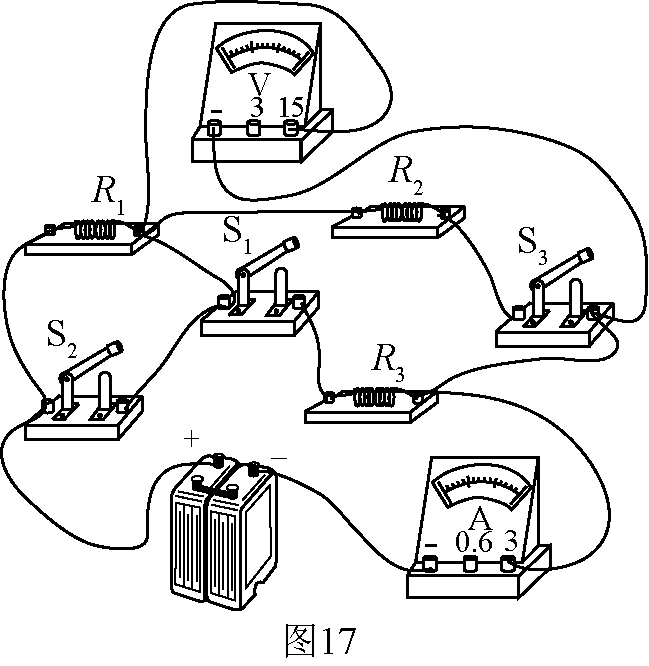 V
- 3 15
R1
R2
S1
S3
S2
R3
+ −
A
- 0.6 3
图17